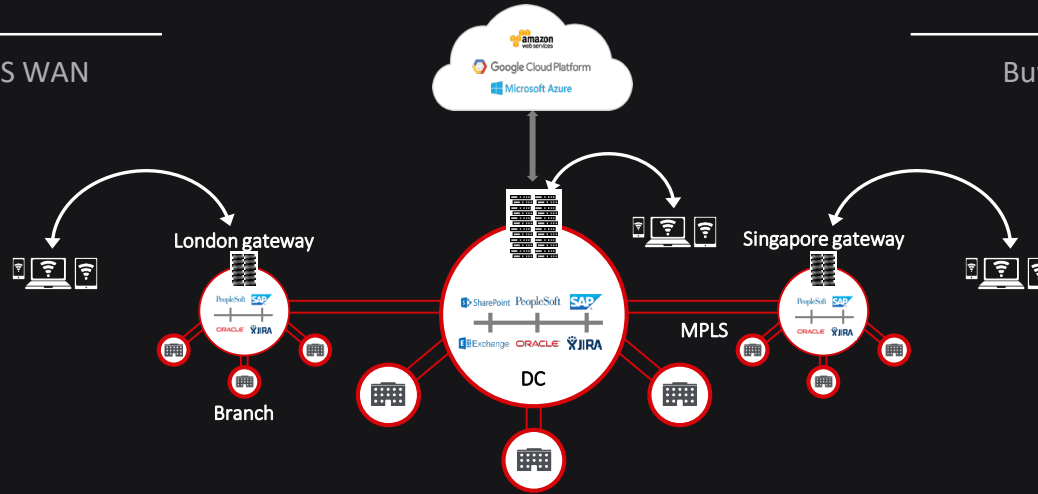 S WAN
Bu
amazon
web services
Google Cloud Platform
Microsoft Azure
London gateway
Singapore gateway
PeopleSoft SAP
ORACLE JIRA
SharePoint PeopleSoft SAP
Exchange ORACLE JIRA
DC
MPLS
PeopleSoft SAP
ORACLE JIRA
Branch